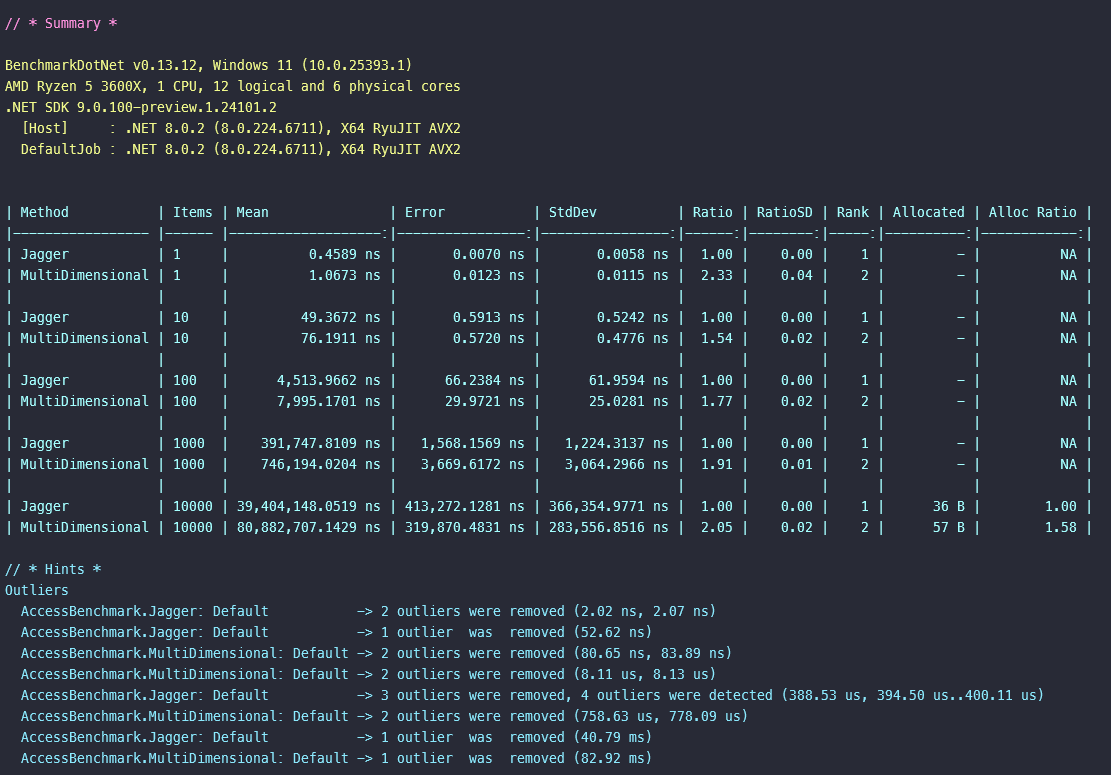 // * Summary *
BenchmarkDotNet v0.13.12, Windows 11 (10.0.25393.1)
AMD Ryzen 5 3600X, 1 CPU, 12 logical and 6 physical cores
.NET SDK 9.0.100-preview.1.24101.2
  [Host]     : .NET 8.0.2 (8.0.224.6711), X64 RyuJIT AVX2
  DefaultJob : .NET 8.0.2 (8.0.224.6711), X64 RyuJIT AVX2
| Method           | Items | Mean               | Error           | StdDev          | Ratio | RatioSD | Rank | Allocated | Alloc Ratio |
|----------------- |------ |-------------------:|----------------:|----------------:|------:|--------:|-----:|----------:|------------:|
| Jagger           | 1     |          0.4589 ns |       0.0070 ns |       0.0058 ns |  1.00 |    0.00 |    1 |         - |          NA |
| MultiDimensional | 1     |          1.0673 ns |       0.0123 ns |       0.0115 ns |  2.33 |    0.04 |    2 |         - |          NA |
|                  |       |                    |                 |                 |       |         |      |           |             |
| Jagger           | 10    |         49.3672 ns |       0.5913 ns |       0.5242 ns |  1.00 |    0.00 |    1 |         - |          NA |
| MultiDimensional | 10    |         76.1911 ns |       0.5720 ns |       0.4776 ns |  1.54 |    0.02 |    2 |         - |          NA |
|                  |       |                    |                 |                 |       |         |      |           |             |
| Jagger           | 100   |      4,513.9662 ns |      66.2384 ns |      61.9594 ns |  1.00 |    0.00 |    1 |         - |          NA |
| MultiDimensional | 100   |      7,995.1701 ns |      29.9721 ns |      25.0281 ns |  1.77 |    0.02 |    2 |         - |          NA |
|                  |       |                    |                 |                 |       |         |      |           |             |
| Jagger           | 1000  |    391,747.8109 ns |   1,568.1569 ns |   1,224.3137 ns |  1.00 |    0.00 |    1 |         - |          NA |
| MultiDimensional | 1000  |    746,194.0204 ns |   3,669.6172 ns |   3,064.2966 ns |  1.91 |    0.01 |    2 |         - |          NA |
|                  |       |                    |                 |                 |       |         |      |           |             |
| Jagger           | 10000 | 39,404,148.0519 ns | 413,272.1281 ns | 366,354.9771 ns |  1.00 |    0.00 |    1 |      36 B |        1.00 |
| MultiDimensional | 10000 | 80,882,707.1429 ns | 319,870.4831 ns | 283,556.8516 ns |  2.05 |    0.02 |    2 |      57 B |        1.58 |
// * Hints *
Outliers
  AccessBenchmark.Jagger: Default           -> 2 outliers were removed (2.02 ns, 2.07 ns)
  AccessBenchmark.Jagger: Default           -> 1 outlier  was  removed (52.62 ns)
  AccessBenchmark.MultiDimensional: Default -> 2 outliers were removed (80.65 ns, 83.89 ns)
  AccessBenchmark.MultiDimensional: Default -> 2 outliers were removed (8.11 us, 8.13 us)
  AccessBenchmark.Jagger: Default           -> 3 outliers were removed, 4 outliers were detected (388.53 us, 394.50 us..400.11 us)
  AccessBenchmark.MultiDimensional: Default -> 2 outliers were removed (758.63 us, 778.09 us)
  AccessBenchmark.Jagger: Default           -> 1 outlier  was  removed (40.79 ms)
  AccessBenchmark.MultiDimensional: Default -> 1 outlier  was  removed (82.92 ms)